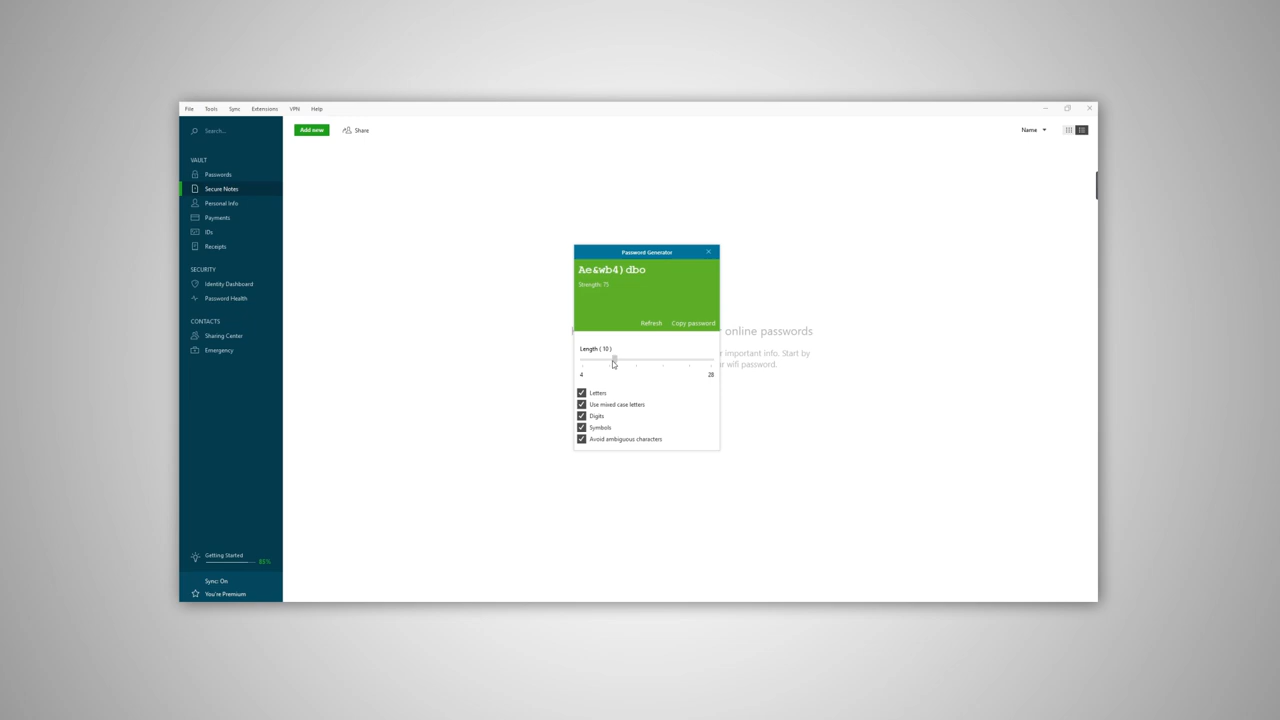 File Tools Sync Extensions VPN Help
Search...
Add new
Share
Name
VAULT
Passwords
Secure Notes
Personal Info
Payments
IDs
Receipts
SECURITY
Identity Dashboard
Password Health
CONTACTS
Sharing Center
Emergency
Getting Started
85%
Sync: On
You're Premium
Password Generator
Ae&wb4)dbo
Strength: 75
Refresh Copy password
online passwords
important info. Start by
wifi password.
Length ( 10 )
4 28
Letters
Use mixed case letters
Digits
Symbols
Avoid ambiguous characters